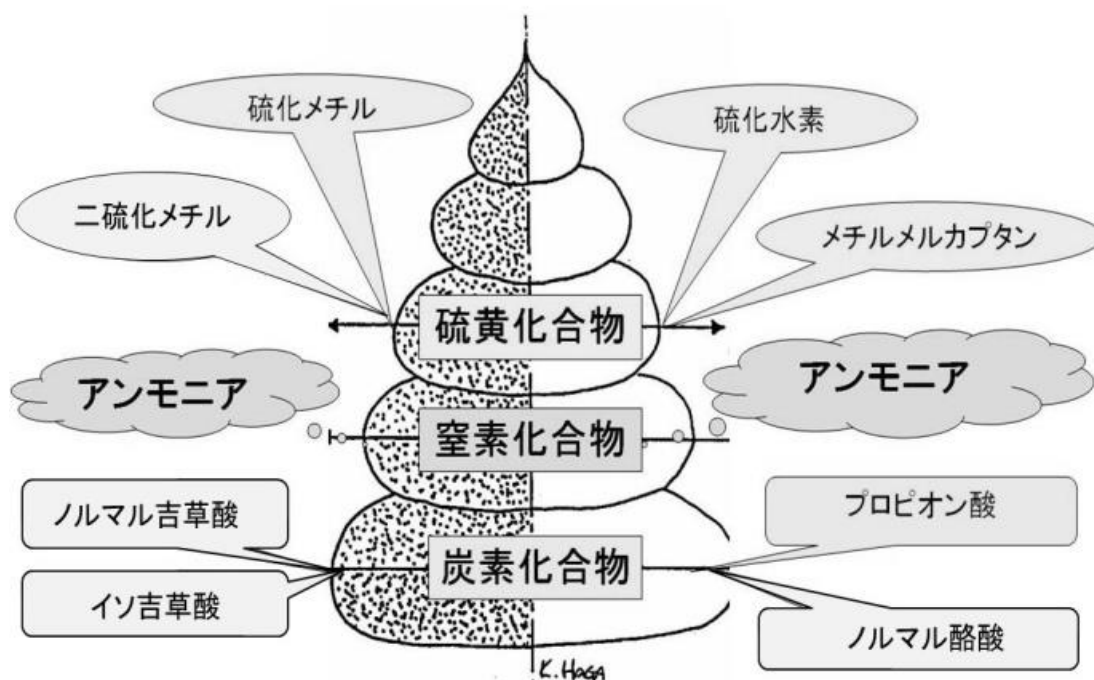 硫化メチル
硫化水素
二硫化メチル
メチルメルカプタン
硫黄化合物
アンモニア
アンモニア
窒素化合物
ノルマル吉草酸
プロピオン酸
炭素化合物
イソ吉草酸
ノルマル酪酸
K.HAGA